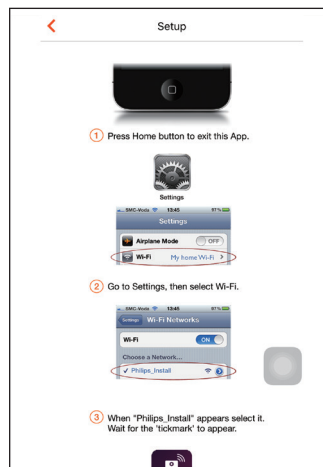 Setup
1 Press Home button to exit this App.
Settings
SMC-Voda 13:45 97%
Settings
Airplane Mode OFF
Wi-Fi My home Wi-Fi
2 Go to Settings, then select Wi-Fi.
SMC-Voda 13:45 97%
Settings Wi-Fi Networks
Wi-Fi ON
Choose a Network...
✓ Philips_Install
3 When "Philips_Install" appears select it.
Wait for the 'tickmark' to appear.